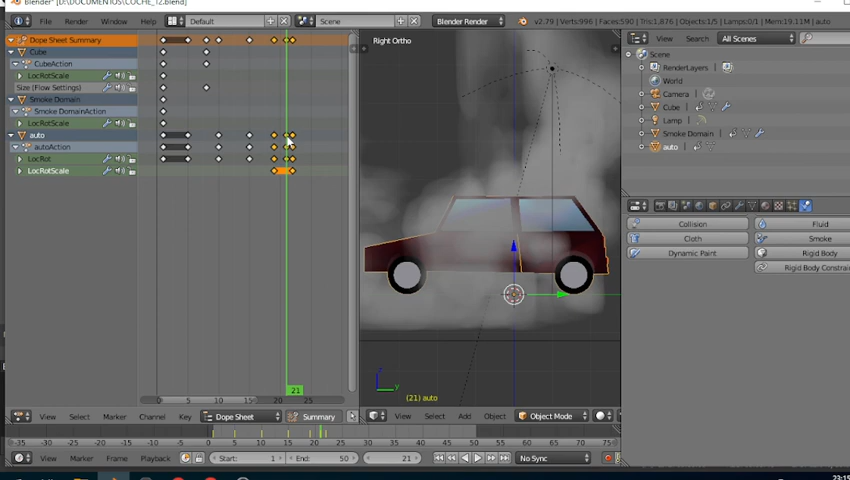 Blender* [D:\DOCUMENTOS\COCHE_12.blend]
File Render Window Help Default Scene Blender Render v2.79 | Verts:996 | Faces:590 | Tris:1,876 | Objects:1/5 | Lamps:0/1 | Mem:19.11M | auto
Dope Sheet Summary
Cube
CubeAction
LocRotScale
Size (Flow Settings)
Smoke Domain
Smoke DomainAction
LocRotScale
auto
autoAction
LocRot
LocRotScale
21
0 5 10 15 20 25
View Select Marker Channel Key Dope Sheet Summary
Right Ortho
z
y
(21) auto
View Select Add Object Object Mode
View Search All Scenes
Scene
RenderLayers
World
Camera
Cube
Lamp
Smoke Domain
auto
Collision Fluid
Cloth Smoke
Dynamic Paint Rigid Body
Rigid Body Constrai
-35 -30 -25 -20 -15 -10 -5 0 5 10 15 20 25 30 35 40 45 50 55 60 65 70 75
View Marker Frame Playback Start: 1 End: 50 21 No Sync
23:15